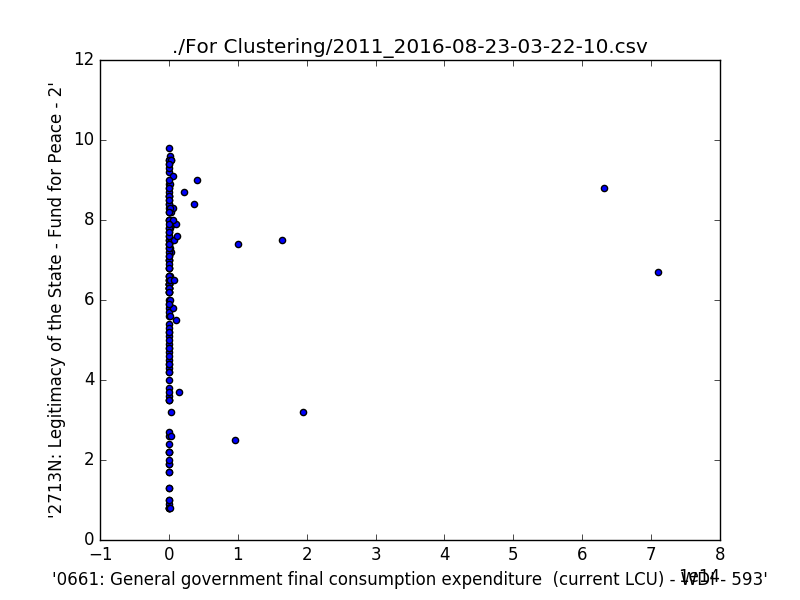 ./For Clustering/2011_2016-08-23-03-22-10.csv
'2713N: Legitimacy of the State - Fund for Peace - 2'
12
10
8
6
4
2
0
−1 0 1 2 3 4 5 6 7 8
1e14
'0661: General government final consumption expenditure  (current LCU) - WDI - 593'